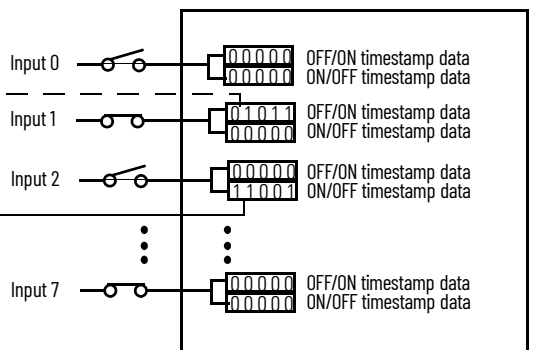 Input 0
00000 OFF/ON timestamp data
00000 ON/OFF timestamp data
Input 1
01011 OFF/ON timestamp data
00000 ON/OFF timestamp data
Input 2
00000 OFF/ON timestamp data
11001 ON/OFF timestamp data
Input 7
00000 OFF/ON timestamp data
00000 ON/OFF timestamp data